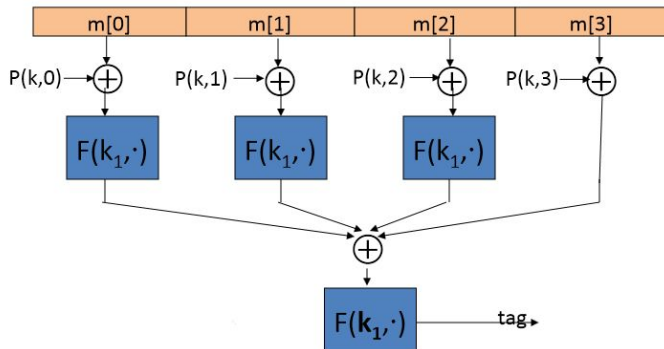 m[0] m[1] m[2] m[3]
P(k,0) P(k,1) P(k,2) P(k,3)
F(k₁,·) F(k₁,·) F(k₁,·)
F(k₁,·) tag